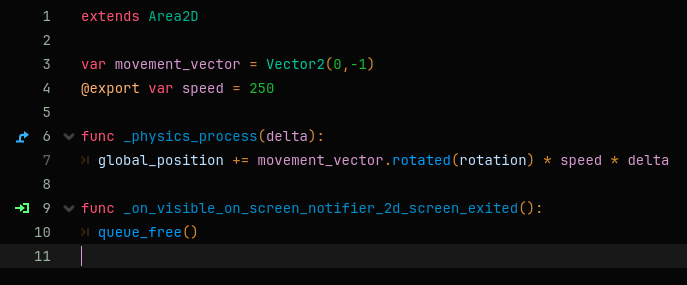 1 extends Area2D
2
3 var movement_vector = Vector2(0,-1)
4 @export var speed = 250
5
6 func _physics_process(delta):
7 global_position += movement_vector.rotated(rotation) * speed * delta
8
9 func _on_visible_on_screen_notifier_2d_screen_exited():
10 queue_free()
11